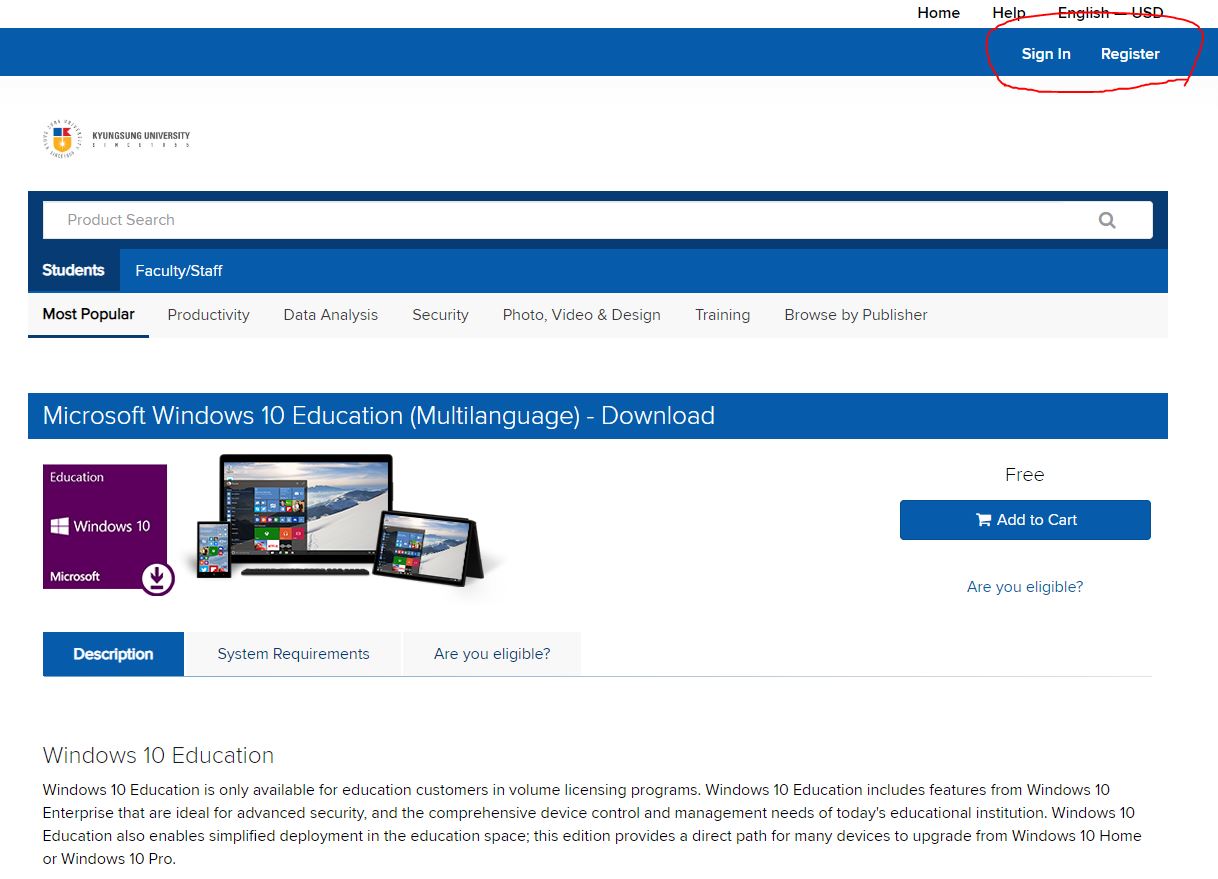 Home Help English — USD
Sign In Register
KYUNGSUNG UNIVERSITY
SINCE1955
Product Search
Students Faculty/Staff
Most Popular Productivity Data Analysis Security Photo, Video & Design Training Browse by Publisher
Microsoft Windows 10 Education (Multilanguage) - Download
Education
Windows 10
Microsoft
Free
Add to Cart
Are you eligible?
Description System Requirements Are you eligible?
Windows 10 Education
Windows 10 Education is only available for education customers in volume licensing programs. Windows 10 Education includes features from Windows 10
Enterprise that are ideal for advanced security, and the comprehensive device control and management needs of today's educational institution. Windows 10
Education also enables simplified deployment in the education space; this edition provides a direct path for many devices to upgrade from Windows 10 Home
or Windows 10 Pro.